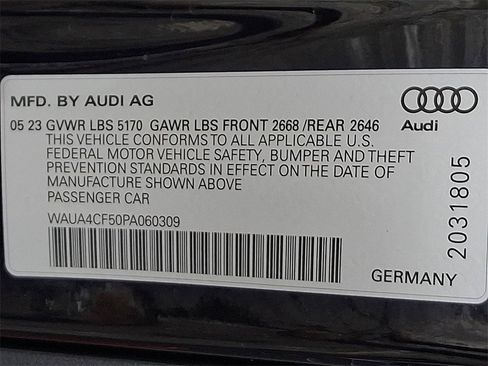 MFD. BY AUDI AG
05 23 GVWR LBS 5170 GAWR LBS FRONT 2668 /REAR 2646
THIS VEHICLE CONFORMS TO ALL APPLICABLE U.S.
FEDERAL MOTOR VEHICLE SAFETY, BUMPER AND THEFT
PREVENTION STANDARDS IN EFFECT ON THE DATE OF
MANUFACTURE SHOWN ABOVE
PASSENGER CAR
WAUA4CF50PA060309
Audi
2031805
GERMANY